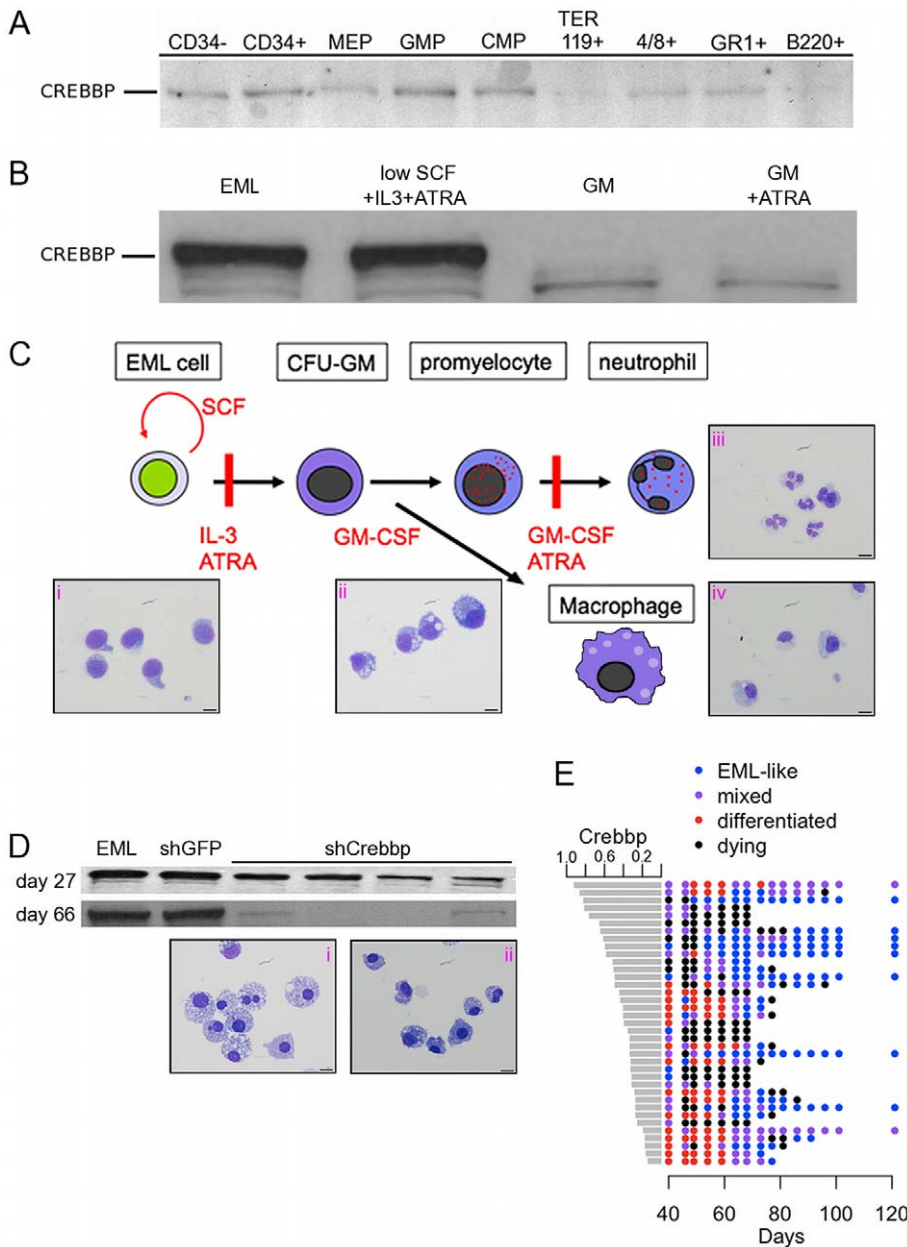 A
CD34- CD34+ MEP GMP CMP TER 119+ 4/8+ GR1+ B220+
CREBBP
B
EML low SCF +IL3+ATRA GM GM +ATRA
CREBBP
C
EML cell CFU-GM promyelocyte neutrophil
SCF
IL-3 ATRA
GM-CSF
GM-CSF ATRA
Macrophage
i
ii
iii
iv
D
EML shGFP shCrebbp
day 27
day 66
i
ii
E
EML-like
mixed
differentiated
dying
Crebbp
1.0 0.6 0.2
40 60 80 100 120
Days